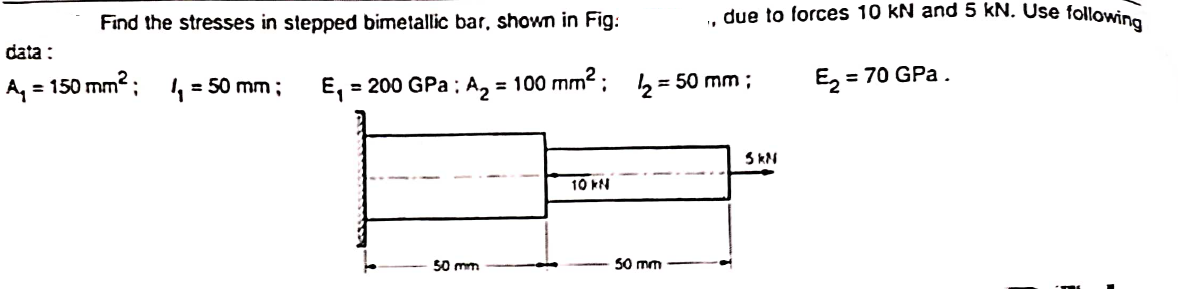 Find the stresses in stepped bimetallic bar, shown in Fig: ., due to forces 10 kN and 5 kN. Use following
data :
A₁ = 150 mm² ; l₁ = 50 mm ; E₁ = 200 GPa ; A₂ = 100 mm² ; l₂ = 50 mm ; E₂ = 70 GPa .
5 kN
10 kN
50 mm 50 mm